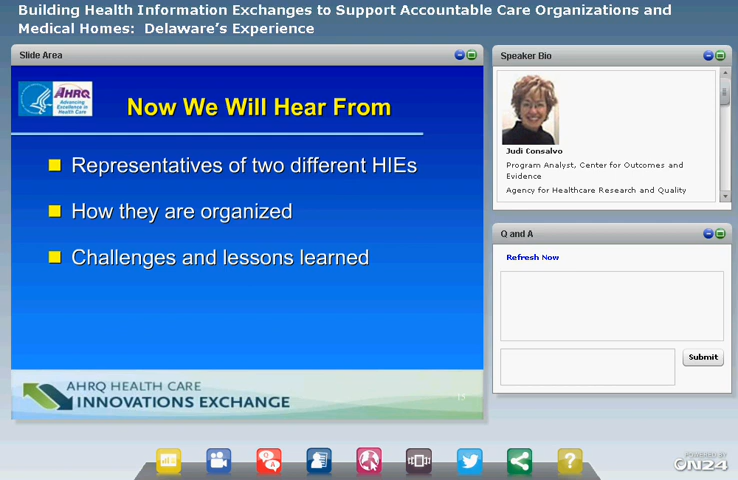 Building Health Information Exchanges to Support Accountable Care Organizations and
Medical Homes: Delaware's Experience
Slide Area
AHRQ
Advancing
Excellence in
Health Care
Now We Will Hear From
Representatives of two different HIEs
How they are organized
Challenges and lessons learned
AHRQ HEALTH CARE
INNOVATIONS EXCHANGE
15
Speaker Bio
Judi Consalvo
Program Analyst, Center for Outcomes and
Evidence
Agency for Healthcare Research and Quality
Q and A
Refresh Now
Submit
Q
A
?
POWERED BY
ON24